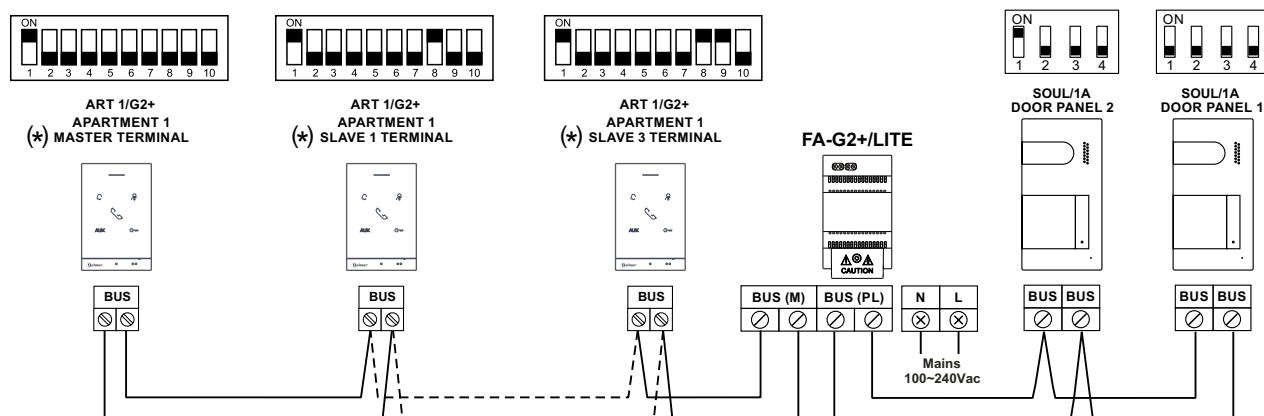 ON
1 2 3 4 5 6 7 8 9 10
ART 1/G2+
APARTMENT 1
(*) MASTER TERMINAL
AUX
BUS
ON
1 2 3 4 5 6 7 8 9 10
ART 1/G2+
APARTMENT 1
(*) SLAVE 1 TERMINAL
AUX
BUS
ON
1 2 3 4 5 6 7 8 9 10
ART 1/G2+
APARTMENT 1
(*) SLAVE 3 TERMINAL
AUX
BUS
FA-G2+/LITE
CAUTION
BUS (M) BUS (PL) N L
Mains
100~240Vac
ON
1 2 3 4
SOUL/1A
DOOR PANEL 2
BUS BUS
ON
1 2 3 4
SOUL/1A
DOOR PANEL 1
BUS BUS